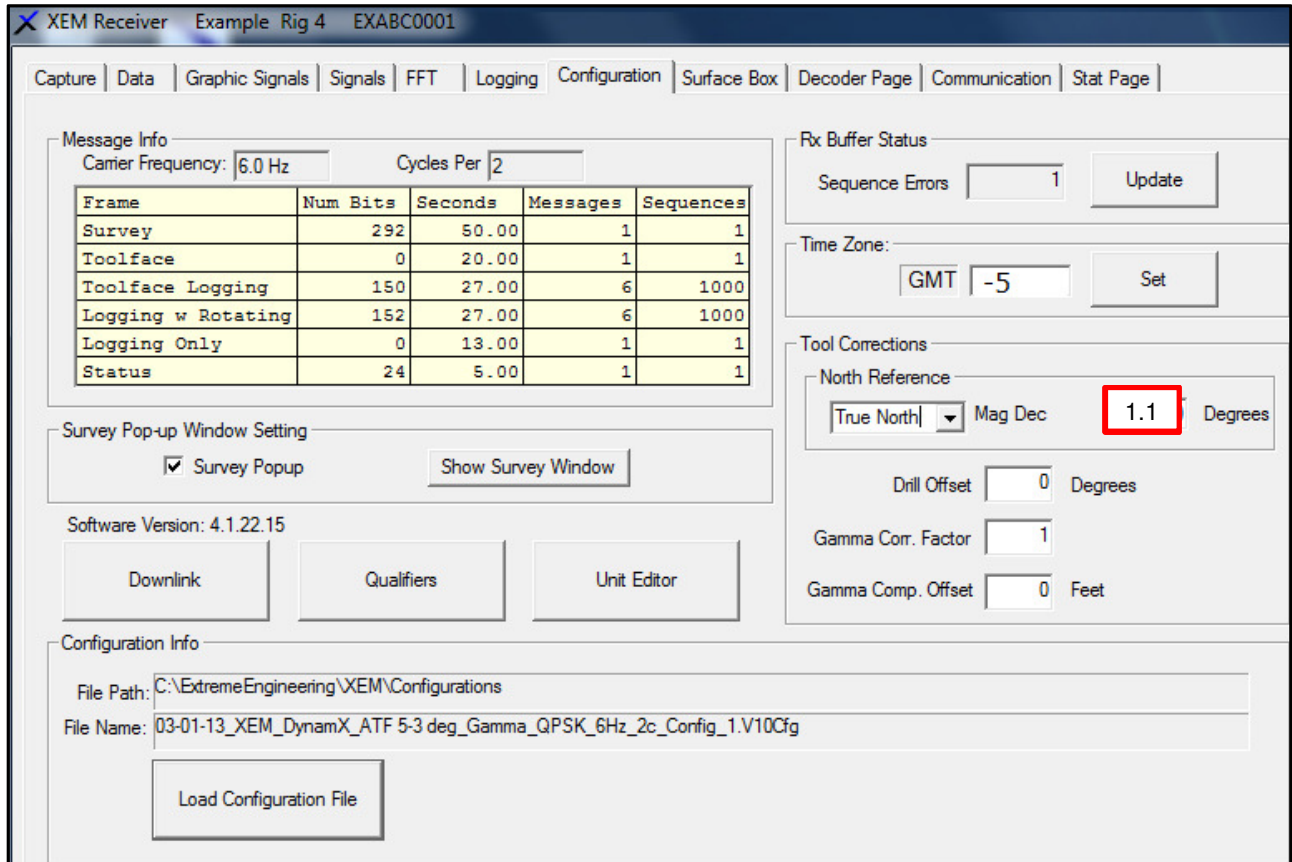 XEM Receiver Example Rig 4 EXABC0001
Capture Data Graphic Signals Signals FFT Logging Configuration Surface Box Decoder Page Communication Stat Page
Message Info
Carrier Frequency: 6.0 Hz Cycles Per 2
Frame Num Bits Seconds Messages Sequences
Survey 292 50.00 1 1
Toolface 0 20.00 1 1
Toolface Logging 150 27.00 6 1000
Logging w Rotating 152 27.00 6 1000
Logging Only 0 13.00 1 1
Status 24 5.00 1 1
Rx Buffer Status
Sequence Errors 1 Update
Time Zone:
GMT -5 Set
Tool Corrections
North Reference
True North Mag Dec 1.1 Degrees
Drill Offset 0 Degrees
Gamma Corr. Factor 1
Gamma Comp. Offset 0 Feet
Survey Pop-up Window Setting
Survey Popup Show Survey Window
Software Version: 4.1.22.15
Downlink Qualifiers Unit Editor
Configuration Info
File Path: C:\ExtremeEngineering\XEM\Configurations
File Name: 03-01-13_XEM_DynamX_ATF 5-3 deg_Gamma_QPSK_6Hz_2c_Config_1.V10Cfg
Load Configuration File